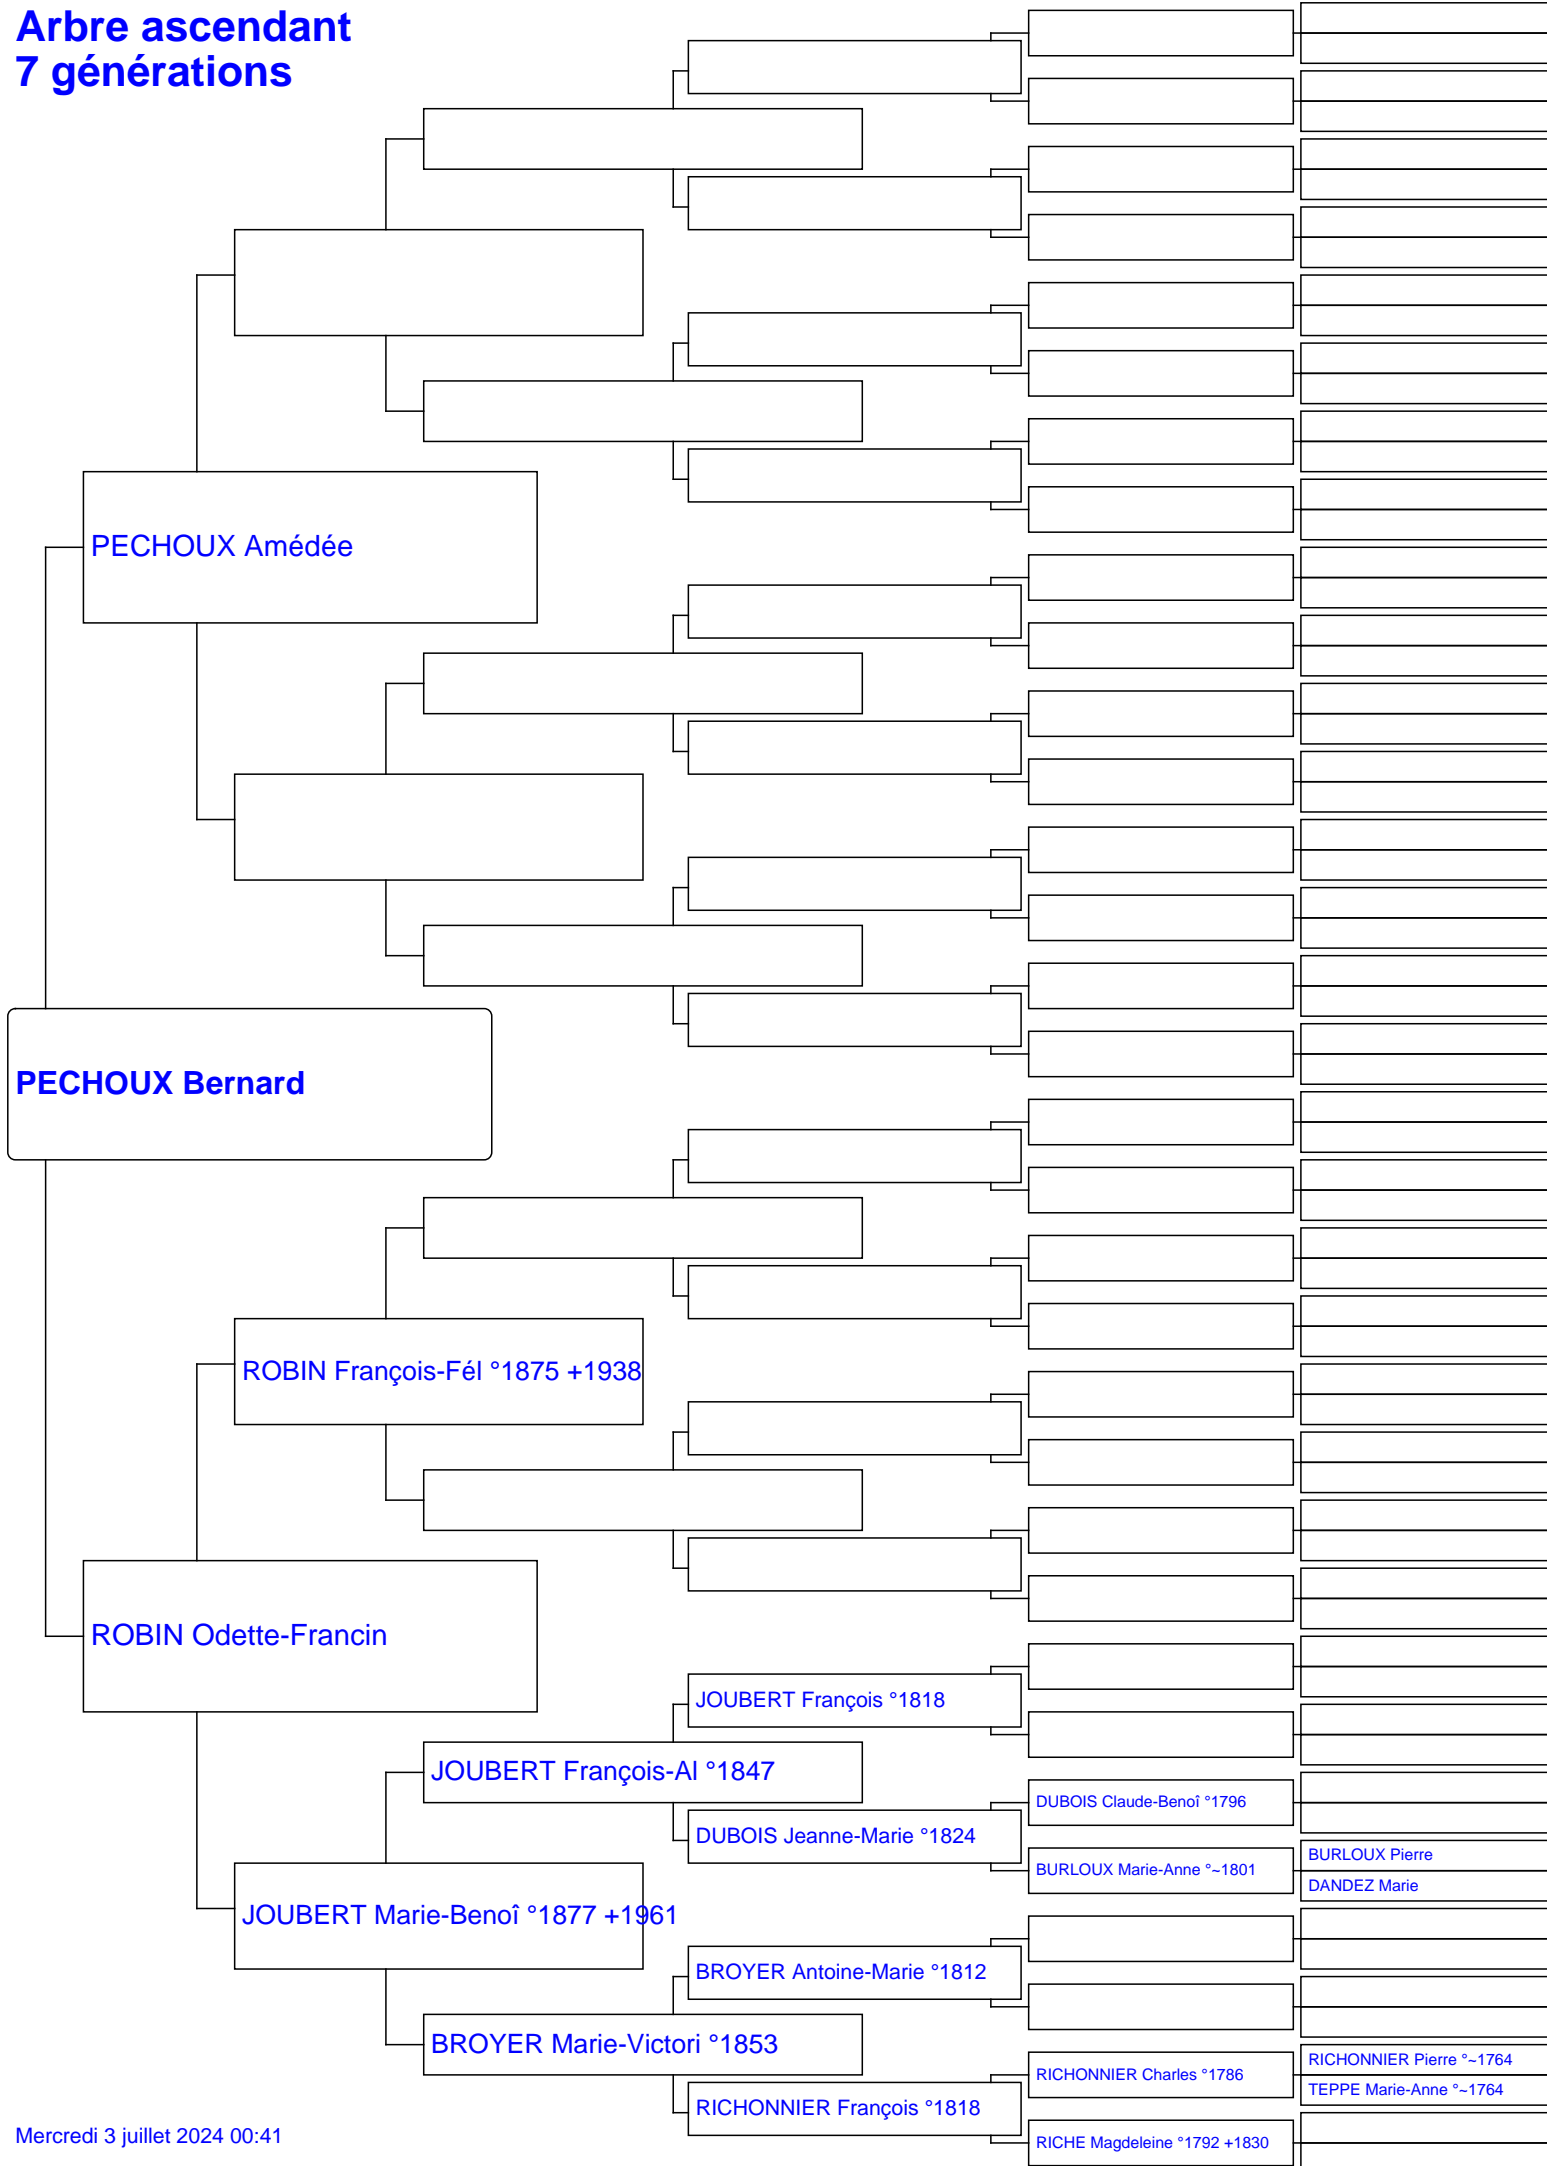 Arbre ascendant
7 générations
PECHOUX Amédée
PECHOUX Bernard
ROBIN François-Fél °1875 +1938
ROBIN Odette-Francin
JOUBERT François °1818
JOUBERT François-Al °1847
DUBOIS Claude-Benoî °1796
DUBOIS Jeanne-Marie °1824
BURLOUX Pierre
BURLOUX Marie-Anne °~1801
DANDEZ Marie
JOUBERT Marie-Benoî °1877 +1961
BROYER Antoine-Marie °1812
BROYER Marie-Victori °1853
RICHONNIER Pierre °~1764
RICHONNIER Charles °1786
TEPPE Marie-Anne °~1764
RICHONNIER François °1818
RICHE Magdeleine °1792 +1830
Mercredi 3 juillet 2024 00:41